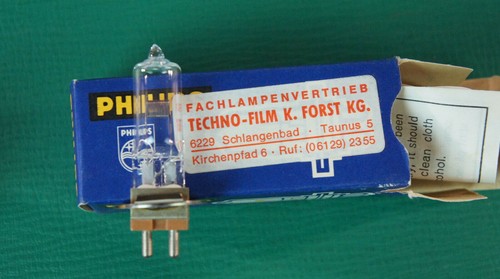 PHILIPS
PHILIPS
FACHLAMPENVERTRIEB
TECHNO-FILM K. FORST KG.
6229 Schlangenbad · Taunus 5
Kirchenpfad 6 · Ruf: (06129) 2355
been
it should
clean cloth